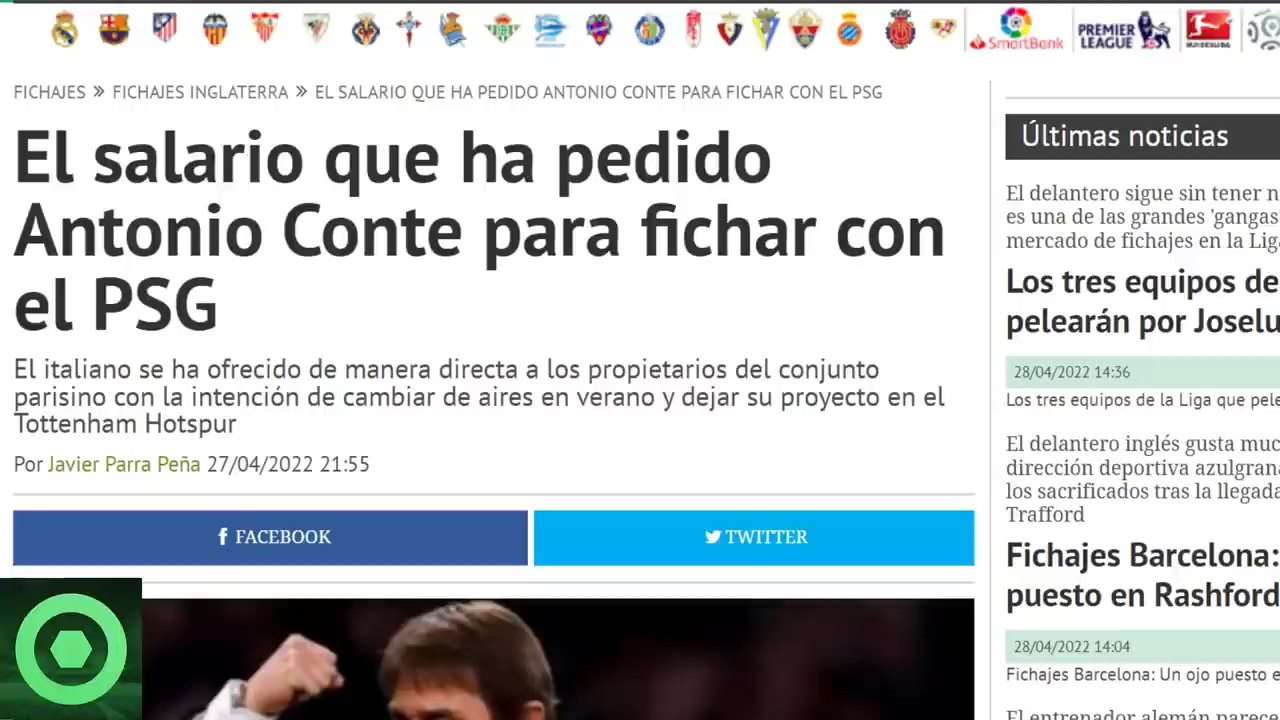 SmartBank
PREMIER
LEAGUE
BUNDESLIGA
FICHAJES » FICHAJES INGLATERRA » EL SALARIO QUE HA PEDIDO ANTONIO CONTE PARA FICHAR CON EL PSG
El salario que ha pedido
Antonio Conte para fichar con
el PSG
El italiano se ha ofrecido de manera directa a los propietarios del conjunto
parisino con la intención de cambiar de aires en verano y dejar su proyecto en el
Tottenham Hotspur
Por Javier Parra Peña 27/04/2022 21:55
FACEBOOK
TWITTER
Últimas noticias
El delantero sigue sin tener
es una de las grandes 'gangas
mercado de fichajes en la Liga
Los tres equipos de
pelearán por Joselu
28/04/2022 14:36
Los tres equipos de la Liga que pele
El delantero inglés gusta muc
dirección deportiva azulgrana
los sacrificados tras la llegada
Trafford
Fichajes Barcelona:
puesto en Rashford
28/04/2022 14:04
Fichajes Barcelona: Un ojo puesto e
El entrenador alemán parece